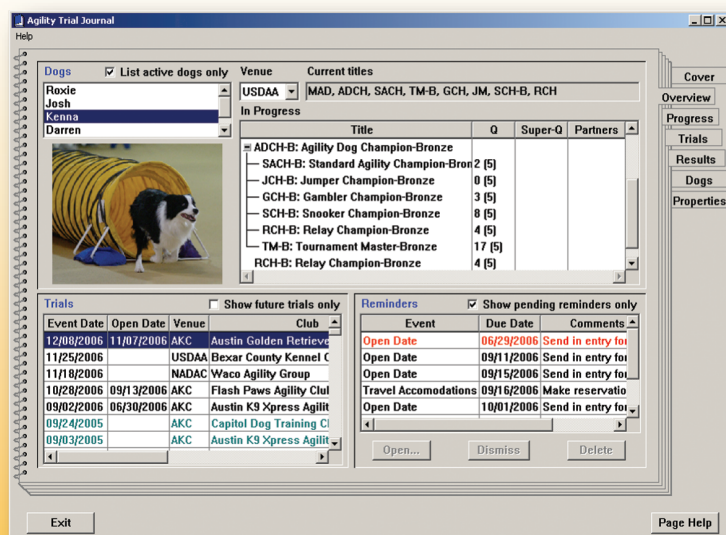 Agility Trial Journal
Help
Dogs
List active dogs only
Roxie
Josh
Kenna
Darren
Venue
USDAA
Current titles
MAD, ADCH, SACH, TM-B, GCH, JM, SCH-B, RCH
In Progress
Title Q Super-Q Partners
ADCH-B: Agility Dog Champion-Bronze
SACH-B: Standard Agility Champion-Bron 2 (5)
JCH-B: Jumper Champion-Bronze 0 (5)
GCH-B: Gambler Champion-Bronze 3 (5)
SCH-B: Snooker Champion-Bronze 8 (5)
RCH-B: Relay Champion-Bronze 4 (5)
TM-B: Tournament Master-Bronze 17 (5)
RCH-B: Relay Champion-Bronze 4 (5)
Cover
Overview
Progress
Trials
Results
Dogs
Properties
Trials
Show future trials only
Event Date Open Date Venue Club
12/08/2006 11/07/2006 AKC Austin Golden Retrieve
11/25/2006 USDAA Bexar County Kennel C
11/18/2006 NADAC Waco Agility Group
10/28/2006 09/13/2006 AKC Flash Paws Agility Clul
09/02/2006 06/30/2006 AKC Austin K9 Xpress Agilit
09/24/2005 AKC Capitol Dog Training Cl
09/03/2005 AKC Austin K9 Xpress Agilit
Reminders
Show pending reminders only
Event Due Date Comments
Open Date 06/29/2006 Send in entry for
Open Date 09/11/2006 Send in entry for
Open Date 09/15/2006 Send in entry for
Travel Accomodations 09/16/2006 Make reservatio
Open Date 10/01/2006 Send in entry for
Open...
Dismiss
Delete
Exit
Page Help